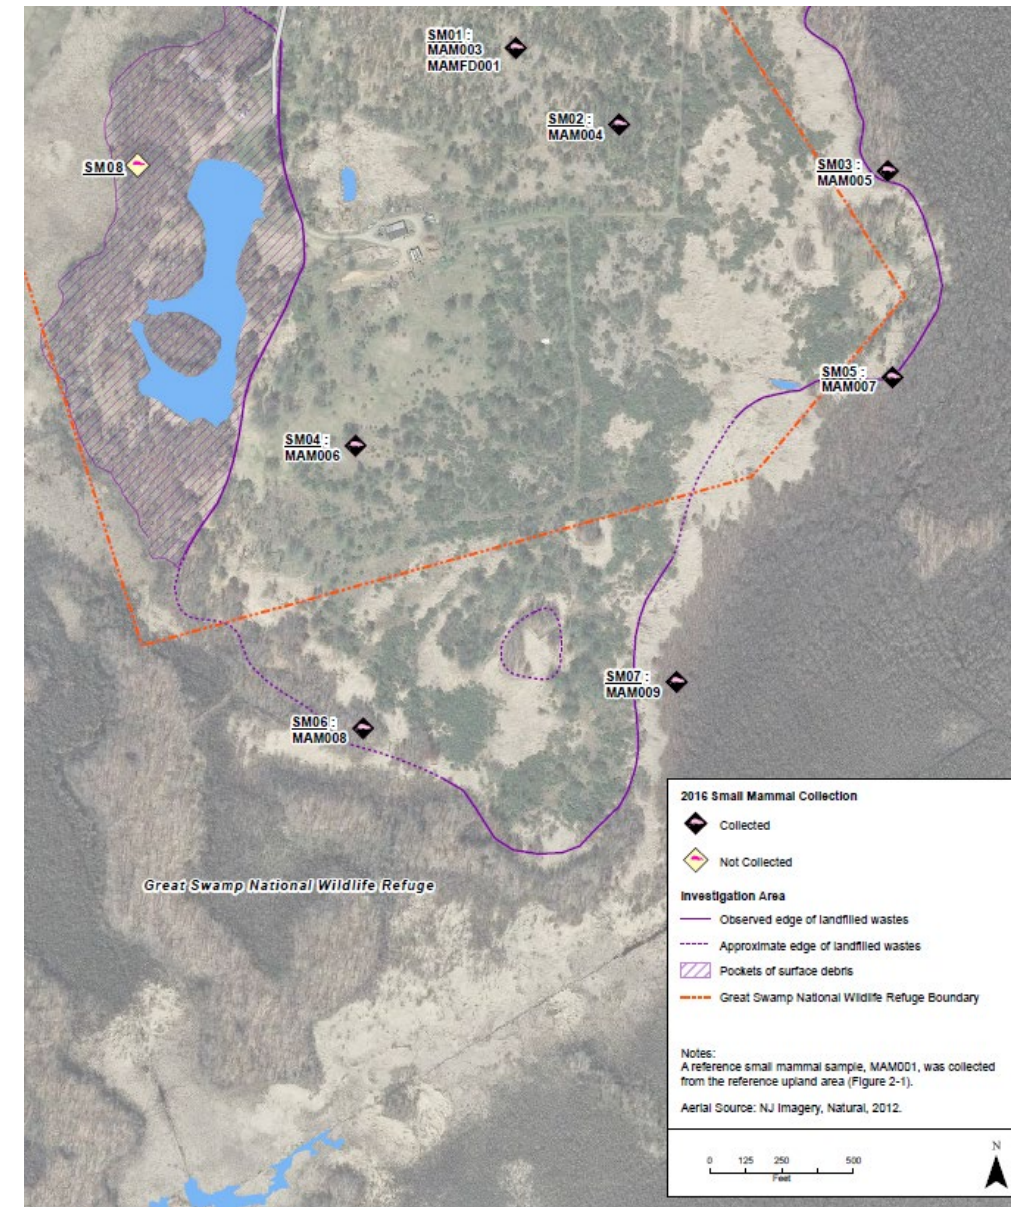 SM01 :
MAM003
MAMFD001
SM02 :
MAM004
SM08
SM03 :
MAM005
SM05 :
MAM007
SM04 :
MAM006
SM07 :
MAM009
SM06 :
MAM008
Great Swamp National Wildlife Refuge
2016 Small Mammal Collection
Collected
Not Collected
Investigation Area
Observed edge of landfilled wastes
Approximate edge of landfilled wastes
Pockets of surface debris
Great Swamp National Wildlife Refuge Boundary
Notes:
A reference small mammal sample, MAM001, was collected
from the reference upland area (Figure 2-1).
Aerial Source: NJ Imagery, Natural, 2012.
N
0 125 250 500
Feet